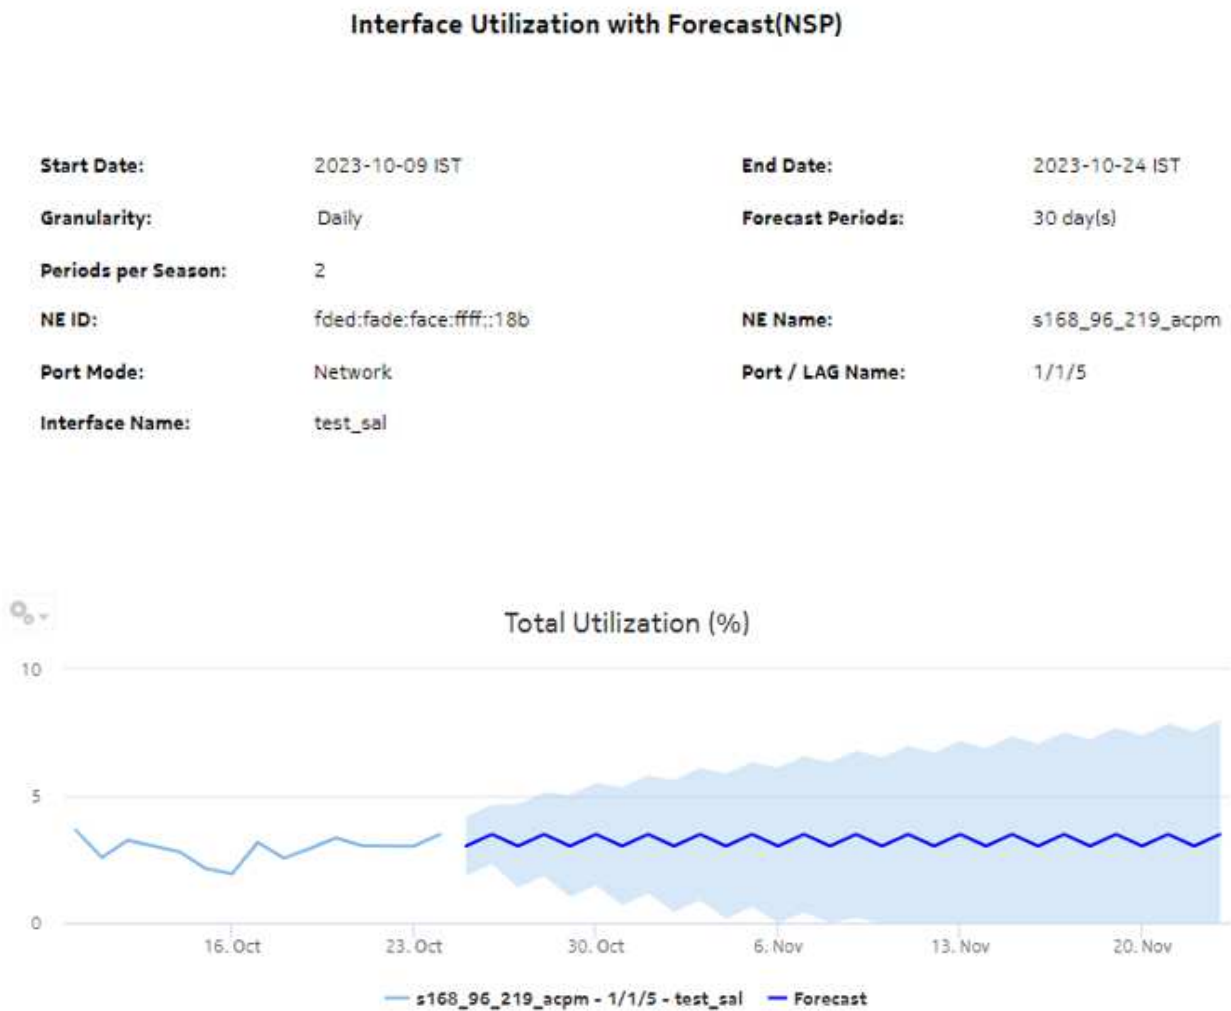 Interface Utilization with Forecast(NSP)
Start Date: 2023-10-09 IST End Date: 2023-10-24 IST
Granularity: Daily Forecast Periods: 30 day(s)
Periods per Season: 2
NE ID: fded:fade:face:ffff::18b NE Name: s168_96_219_acpm
Port Mode: Network Port / LAG Name: 1/1/5
Interface Name: test_sal
Total Utilization (%)
10
5
0
16. Oct 23. Oct 30. Oct 6. Nov 13. Nov 20. Nov
s168_96_219_acpm - 1/1/5 - test_sal Forecast